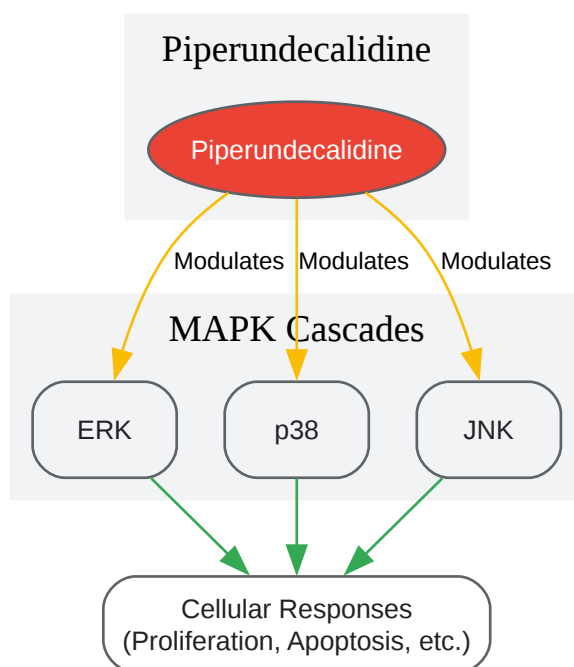 Piperundecalidine
Piperundecalidine
Modulates Modulates Modulates
MAPK Cascades
ERK p38 JNK
Cellular Responses
(Proliferation, Apoptosis, etc.)